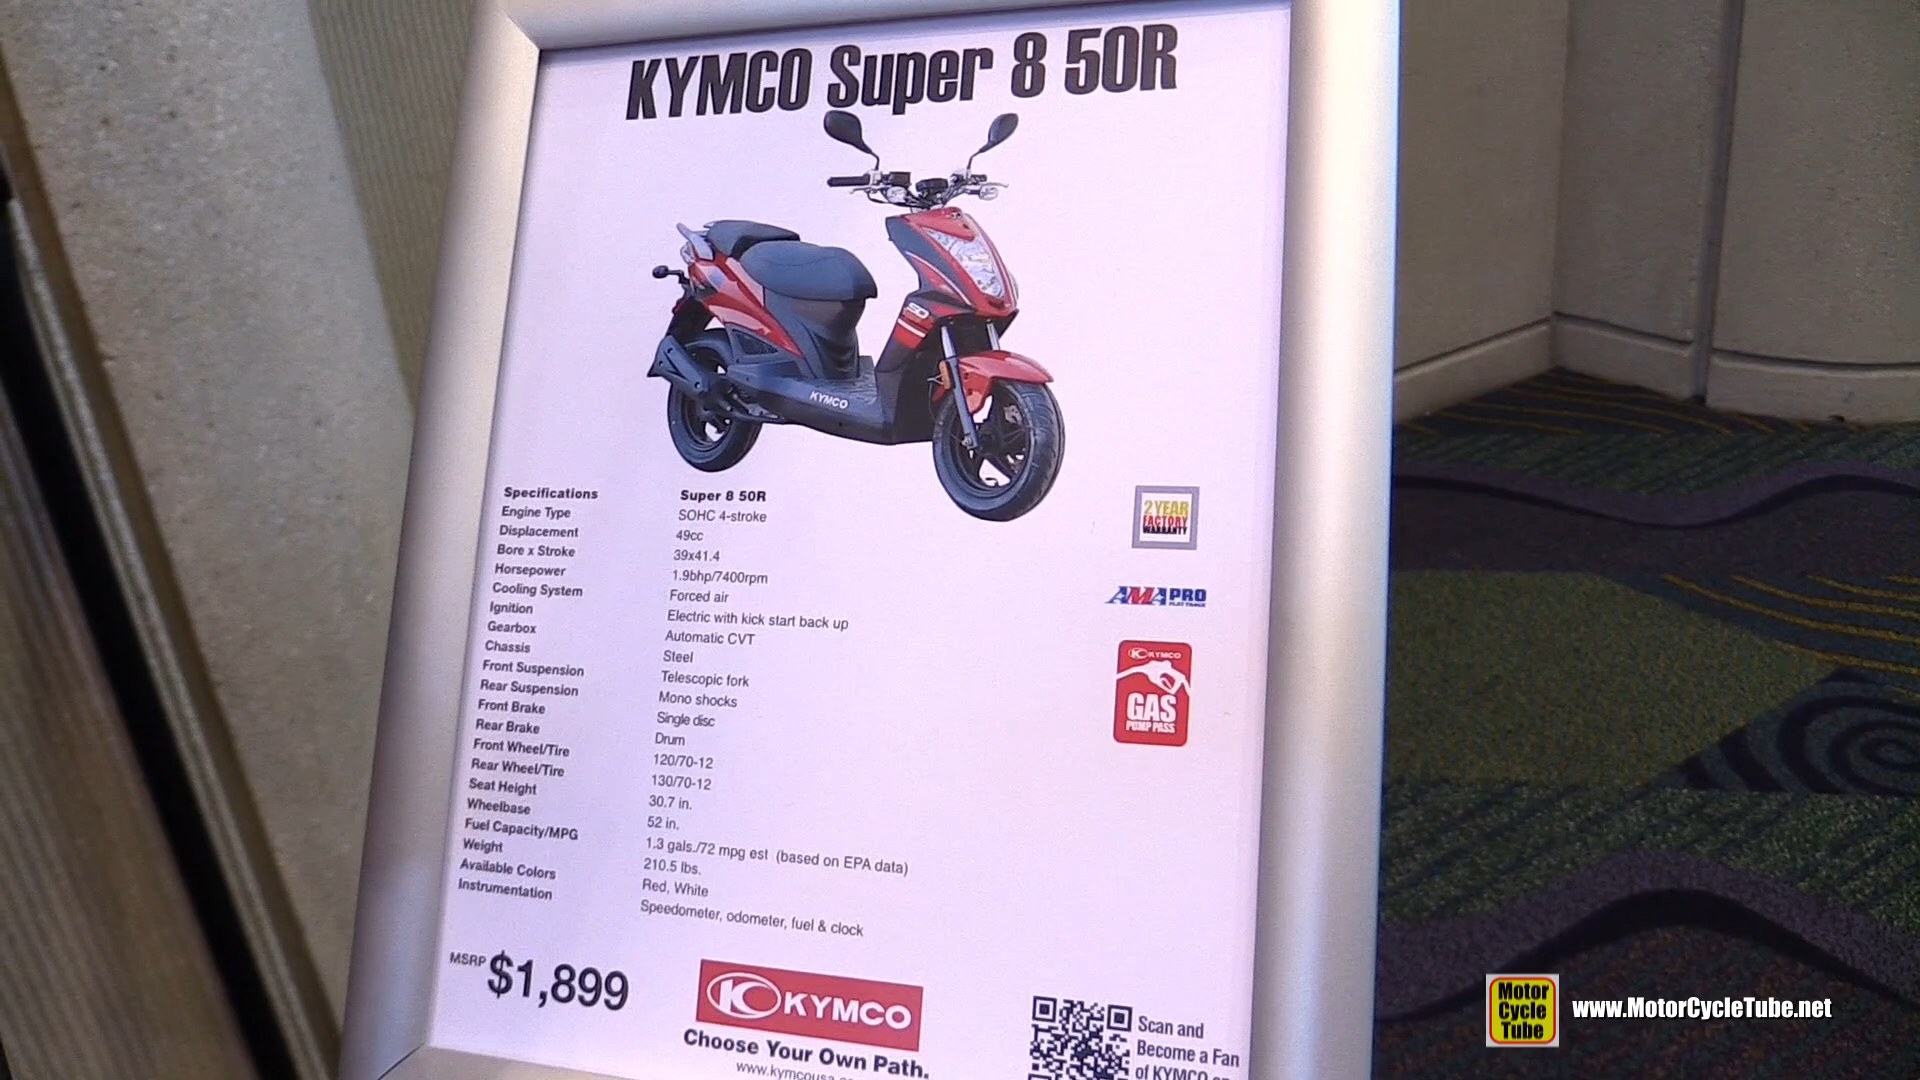 KYMCO Super 8 50R
50
KYMCO
Specifications Super 8 50R
Engine Type SOHC 4-stroke
Displacement 49cc
Bore x Stroke 39x41.4
Horsepower 1.9bhp/7400rpm
Cooling System Forced air
Ignition Electric with kick start back up
Gearbox Automatic CVT
Chassis Steel
Front Suspension Telescopic fork
Rear Suspension Mono shocks
Front Brake Single disc
Rear Brake Drum
Front Wheel/Tire 120/70-12
Rear Wheel/Tire 130/70-12
Seat Height 30.7 in.
Wheelbase 52 in.
Fuel Capacity/MPG 1.3 gals./72 mpg est (based on EPA data)
Weight 210.5 lbs.
Available Colors Red, White
Instrumentation Speedometer, odometer, fuel & clock
2 YEAR
FACTORY
WARRANTY
AMA PRO
FLAT TRACK
KYMCO
GAS
PUMP PASS
MSRP $1,899
KYMCO
Choose Your Own Path.
Scan and
Become a Fan
of KYMCO
Motor
Cycle
Tube
www.MotorCycleTube.net